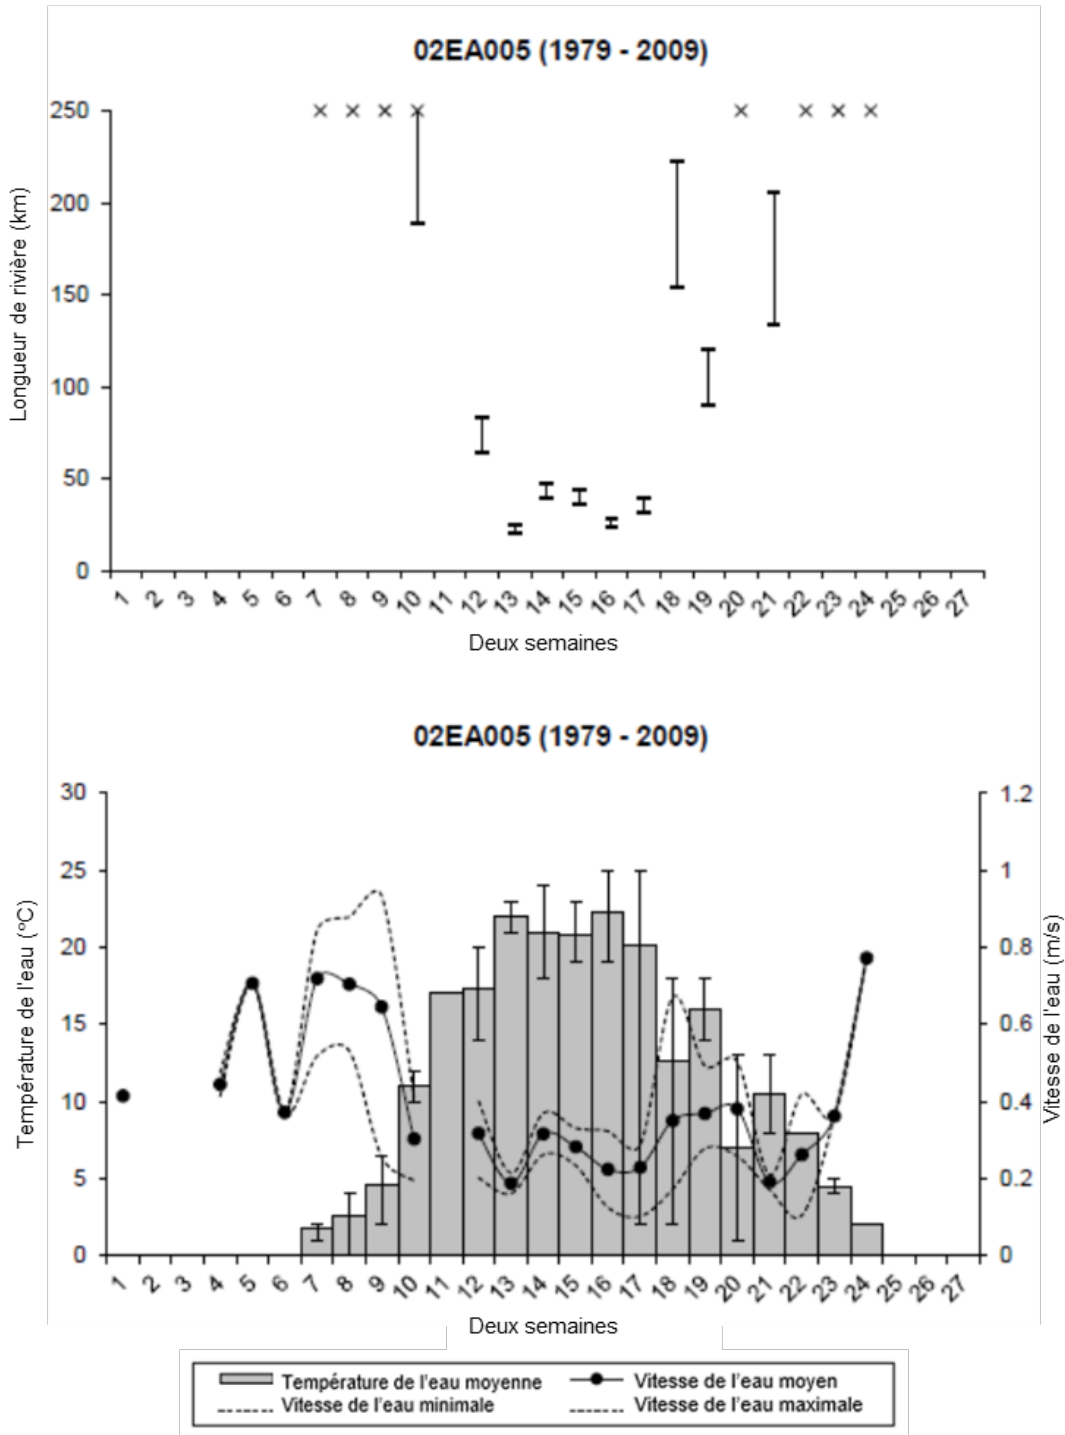 02EA005 (1979 - 2009)
Longueur de rivière (km)
250
200
150
100
50
0
1 2 3 4 5 6 7 8 9 10 11 12 13 14 15 16 17 18 19 20 21 22 23 24 25 26 27
Deux semaines
02EA005 (1979 - 2009)
Température de l'eau (°C)
30
25
20
15
10
5
0
1.2
1
0.8
0.6
0.4
0.2
0
Vitesse de l'eau (m/s)
1 2 3 4 5 6 7 8 9 10 11 12 13 14 15 16 17 18 19 20 21 22 23 24 25 26 27
Deux semaines
Température de l'eau moyenne
Vitesse de l'eau moyen
Vitesse de l'eau minimale
Vitesse de l'eau maximale